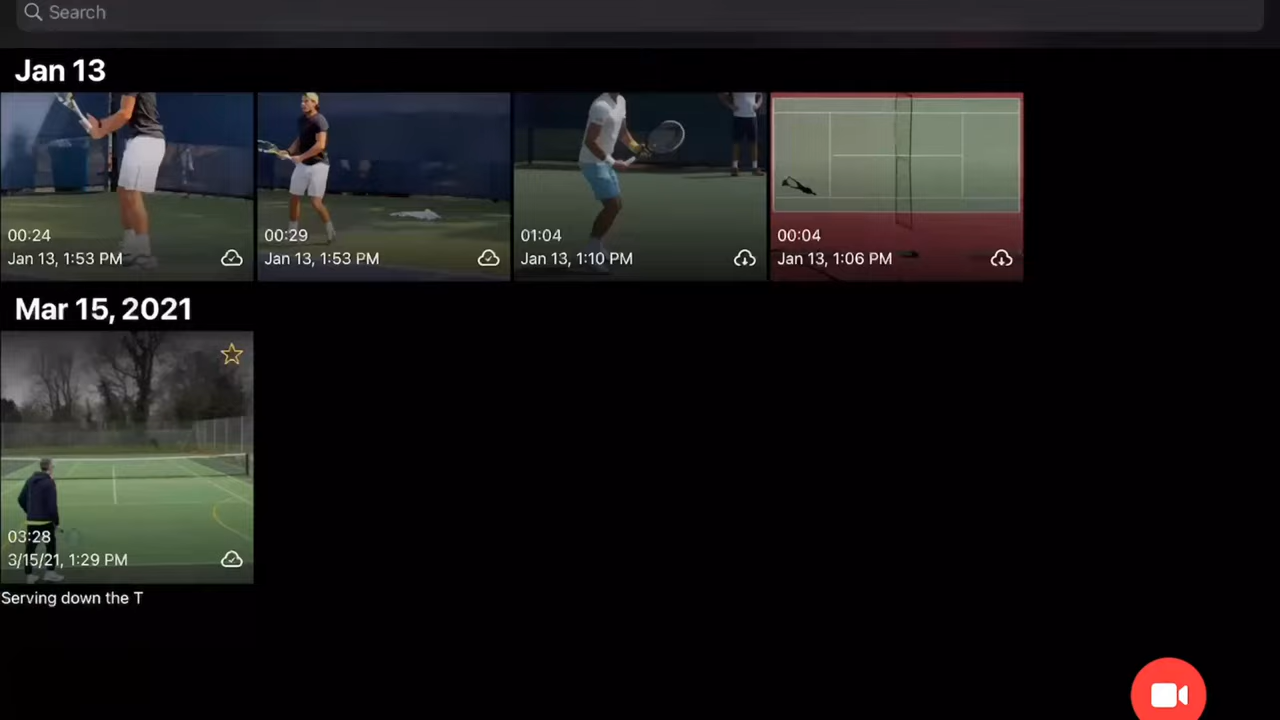 Search
Jan 13
00:24
Jan 13, 1:53 PM
00:29
Jan 13, 1:53 PM
01:04
Jan 13, 1:10 PM
00:04
Jan 13, 1:06 PM
Mar 15, 2021
03:28
3/15/21, 1:29 PM
Serving down the T